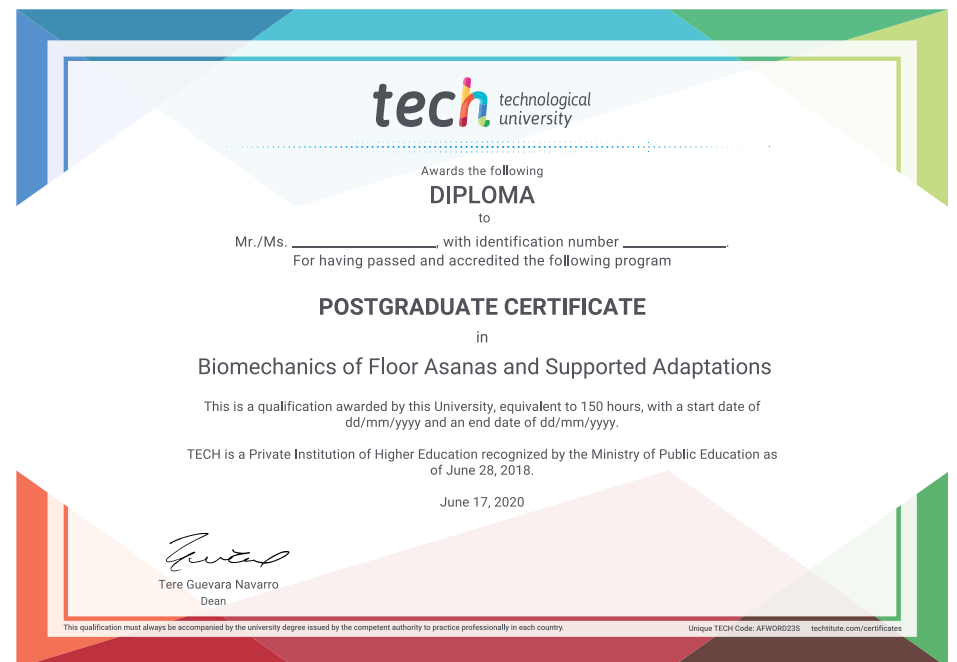 tech technological
university
Awards the following
DIPLOMA
to
Mr./Ms. ____________________, with identification number ______________.
For having passed and accredited the following program
POSTGRADUATE CERTIFICATE
in
Biomechanics of Floor Asanas and Supported Adaptations
This is a qualification awarded by this University, equivalent to 150 hours, with a start date of
dd/mm/yyyy and an end date of dd/mm/yyyy.
TECH is a Private Institution of Higher Education recognized by the Ministry of Public Education as
of June 28, 2018.
June 17, 2020
Tere Guevara Navarro
Dean
This qualification must always be accompanied by the university degree issued by the competent authority to practice professionally in each country.
Unique TECH Code: AFWORD23S techtitute.com/certificates